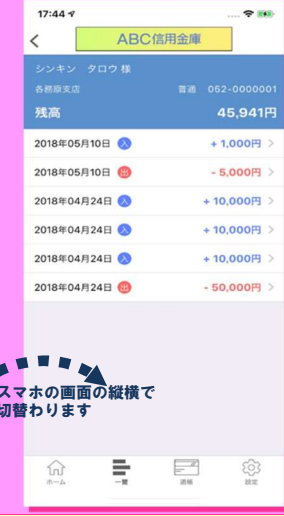 17:44
ABC信用金庫
シンキン タロウ 様
各務原支店 普通 052-0000001
残高 45,941円
2018年05月10日 入 + 1,000円
2018年05月10日 出 - 5,000円
2018年04月24日 入 + 10,000円
2018年04月24日 入 + 10,000円
2018年04月24日 入 + 10,000円
2018年04月24日 出 - 50,000円
スマホの画面の縦横で
切替わります
ホーム 一覧 通帳 設定